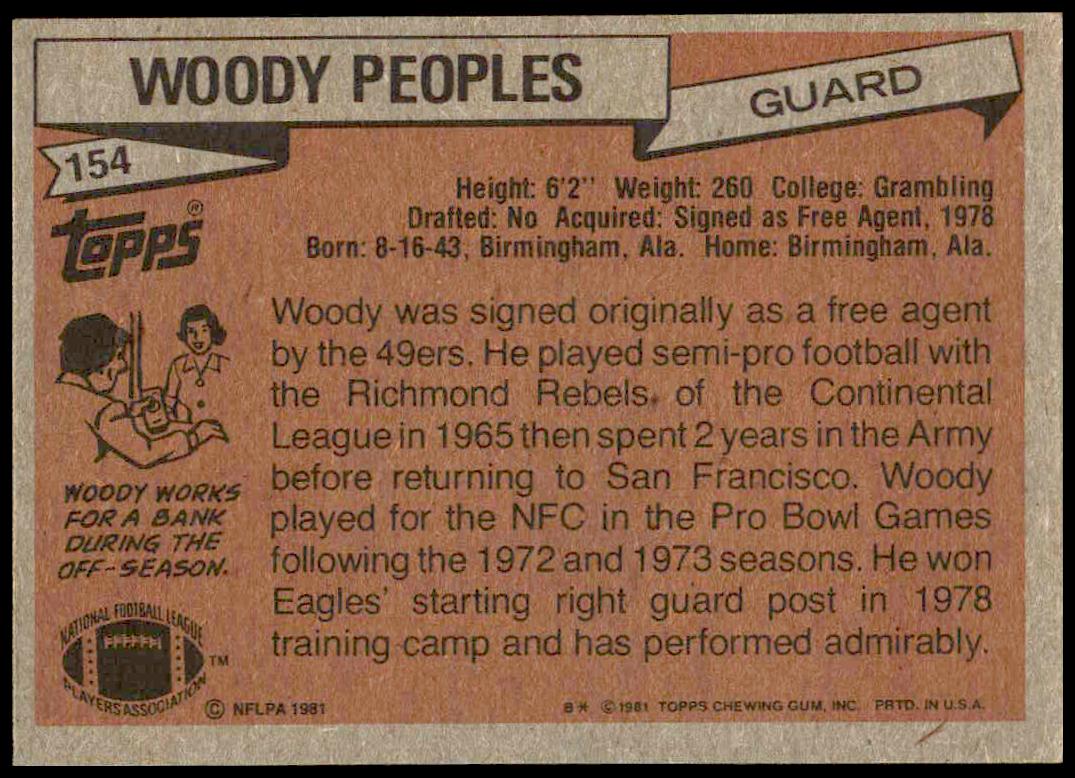 WOODY PEOPLES
GUARD
154
topps®
Height: 6'2'' Weight: 260 College: Grambling
Drafted: No Acquired: Signed as Free Agent, 1978
Born: 8-16-43, Birmingham, Ala. Home: Birmingham, Ala.
Woody was signed originally as a free agent
by the 49ers. He played semi-pro football with
the Richmond Rebels of the Continental
League in 1965 then spent 2 years in the Army
before returning to San Francisco. Woody
played for the NFC in the Pro Bowl Games
following the 1972 and 1973 seasons. He won
Eagles' starting right guard post in 1978
training camp and has performed admirably.
WOODY WORKS
FOR A BANK
DURING THE
OFF-SEASON.
NATIONAL FOOTBALL LEAGUE
PLAYERS ASSOCIATION
TM
© NFLPA 1981
B* ©1981 TOPPS CHEWING GUM, INC. PRTD. IN U.S.A.